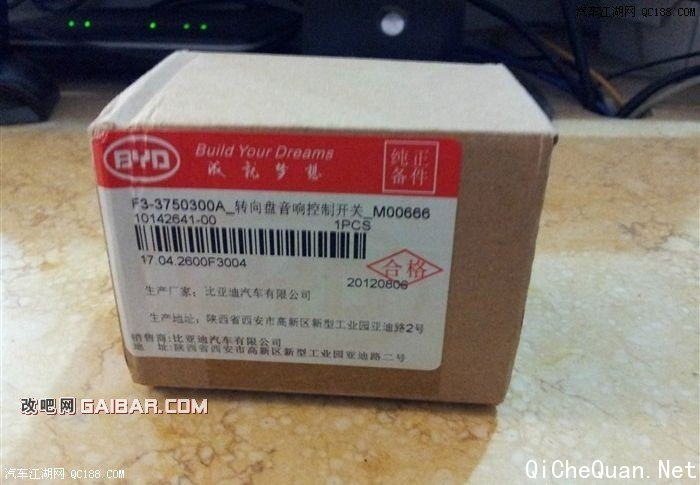 汽车江湖网 QC188.COM
BYD
Build Your Dreams
成就梦想
纯正
备件
F3-3750300A_转向盘音响控制开关_M00666
10142641-00
1PCS
17.04.2600F3004
合格
20120806
生产厂家：比亚迪汽车有限公司
生产地址：陕西省西安市高新区新型工业园亚迪路2号
销售商:比亚迪汽车有限公司
地 址:陕西省西安市高新区新型工业园亚迪路二号
改吧网 GAIBAR.COM
汽车江湖网 QC188.COM
QiCheQuan.Net